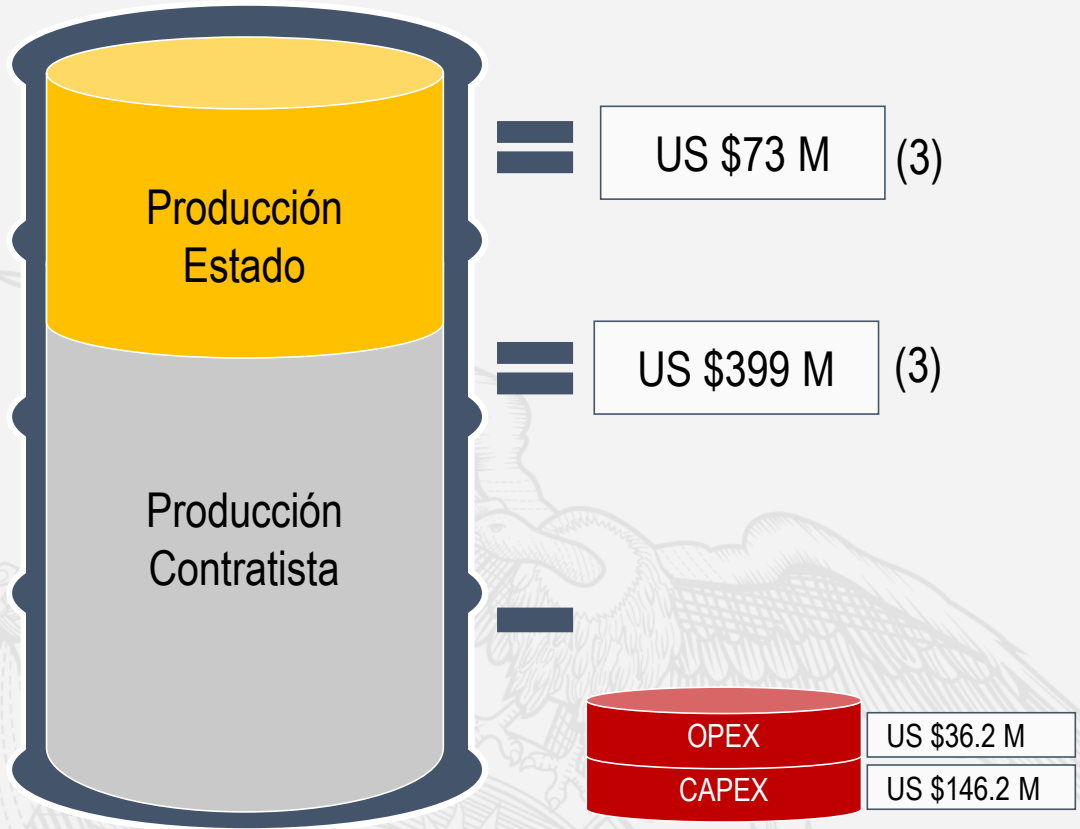 Producción
Estado
US $73 M
(3)
US $399 M
(3)
Producción
Contratista
OPEX
US $36.2 M
CAPEX
US $146.2 M